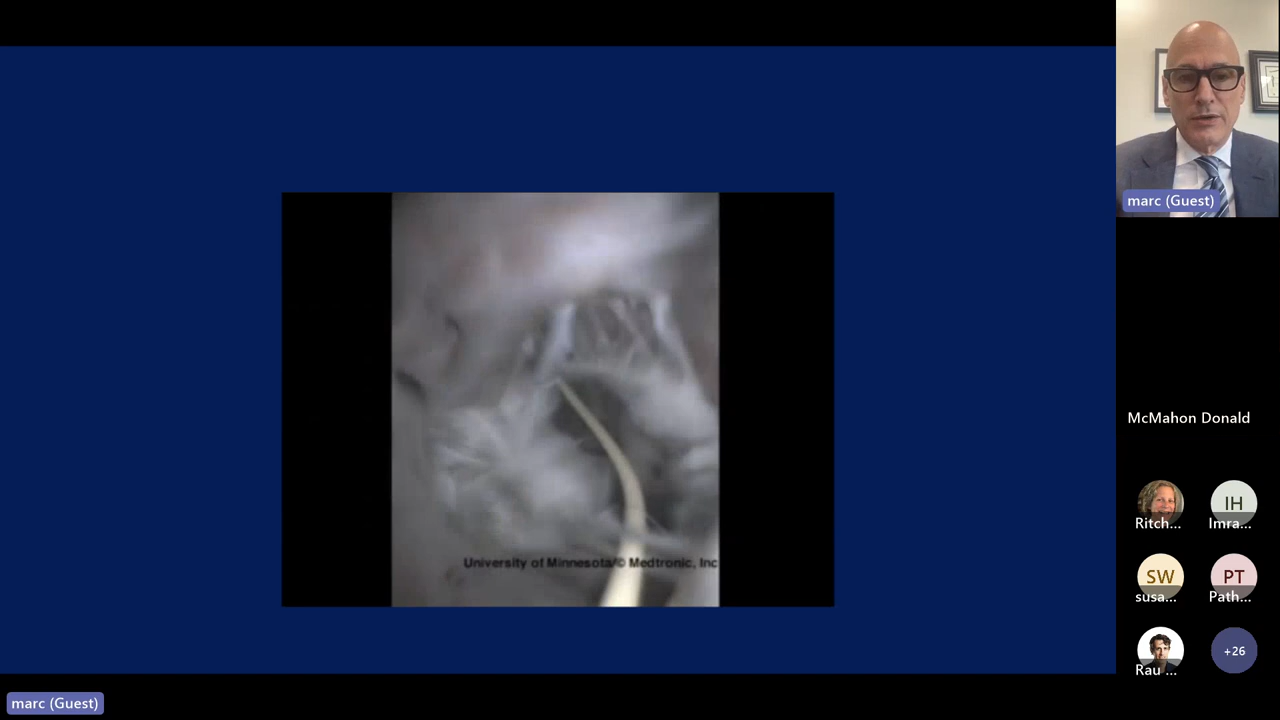 University of Minnesota/© Medtronic, Inc
marc (Guest)
McMahon Donald
Ritch...
IH
Imra...
SW
susa...
PT
Path...
Rau ...
+26
marc (Guest)